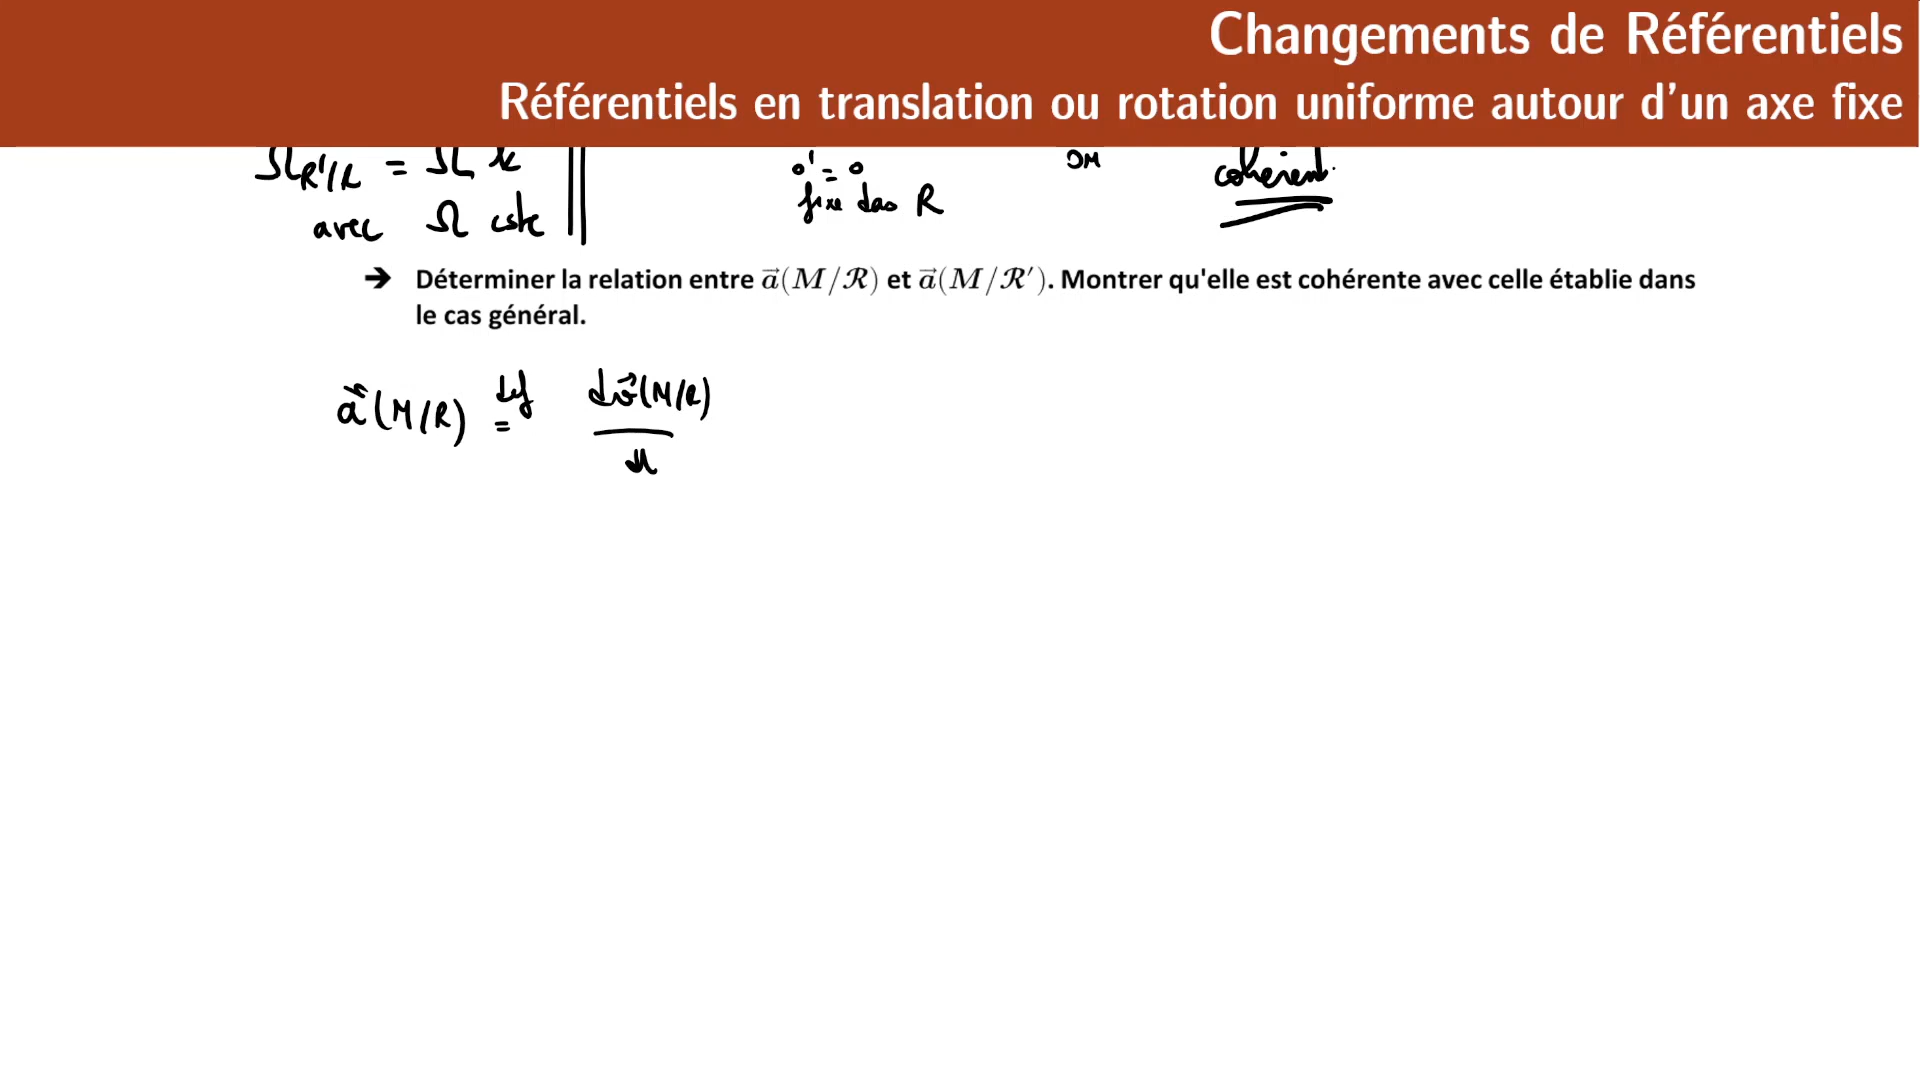 Changements de Référentiels
Référentiels en translation ou rotation uniforme autour d'un axe fixe
Ω R'/R = Ω k
avec Ω cste
o' = o
fixe dans R
OM
cohérent.
➔ Déterminer la relation entre a⃗(M/ℛ) et a⃗(M/ℛ′). Montrer qu'elle est cohérente avec celle établie dans
le cas général.
a⃗(M/R) def = dv⃗(M/R)
dt